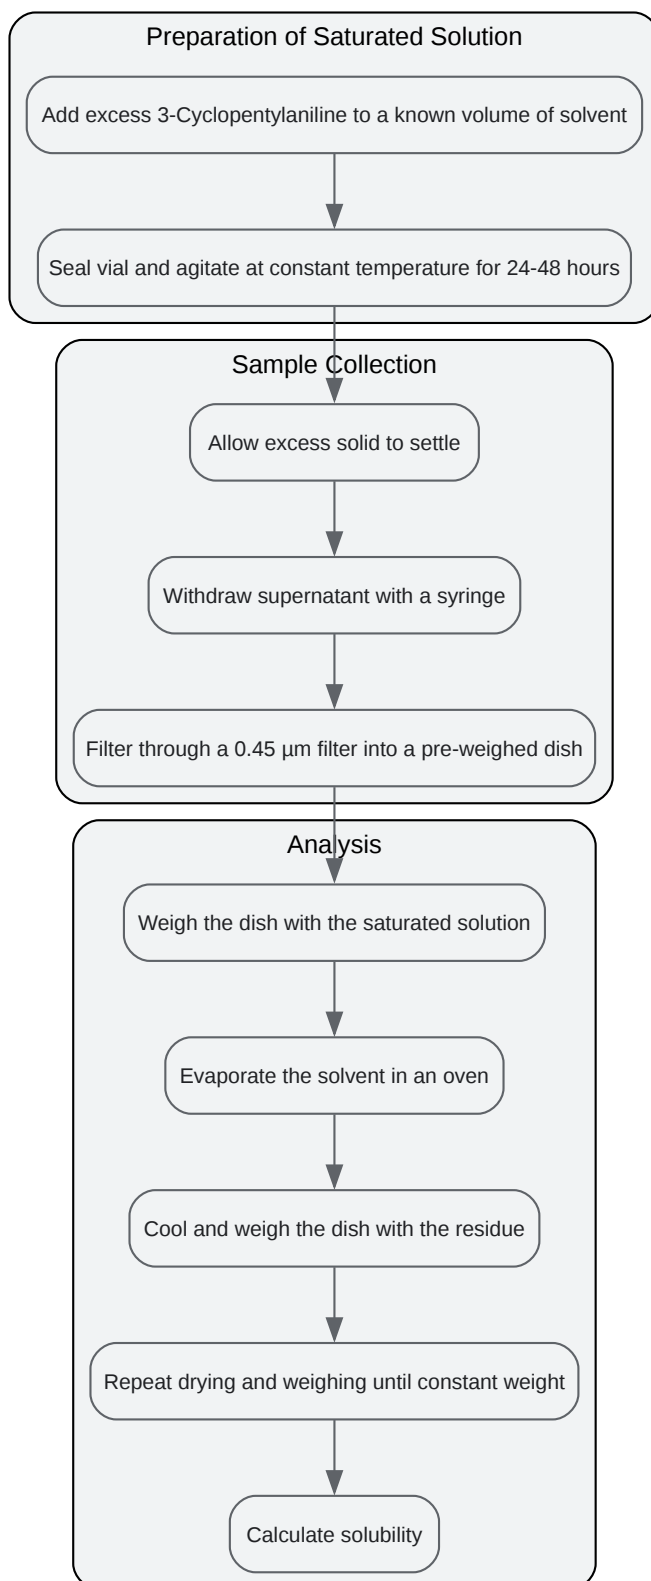 Preparation of Saturated Solution
Add excess 3-Cyclopentylaniline to a known volume of solvent
Seal vial and agitate at constant temperature for 24-48 hours
Sample Collection
Allow excess solid to settle
Withdraw supernatant with a syringe
Filter through a 0.45 µm filter into a pre-weighed dish
Analysis
Weigh the dish with the saturated solution
Evaporate the solvent in an oven
Cool and weigh the dish with the residue
Repeat drying and weighing until constant weight
Calculate solubility